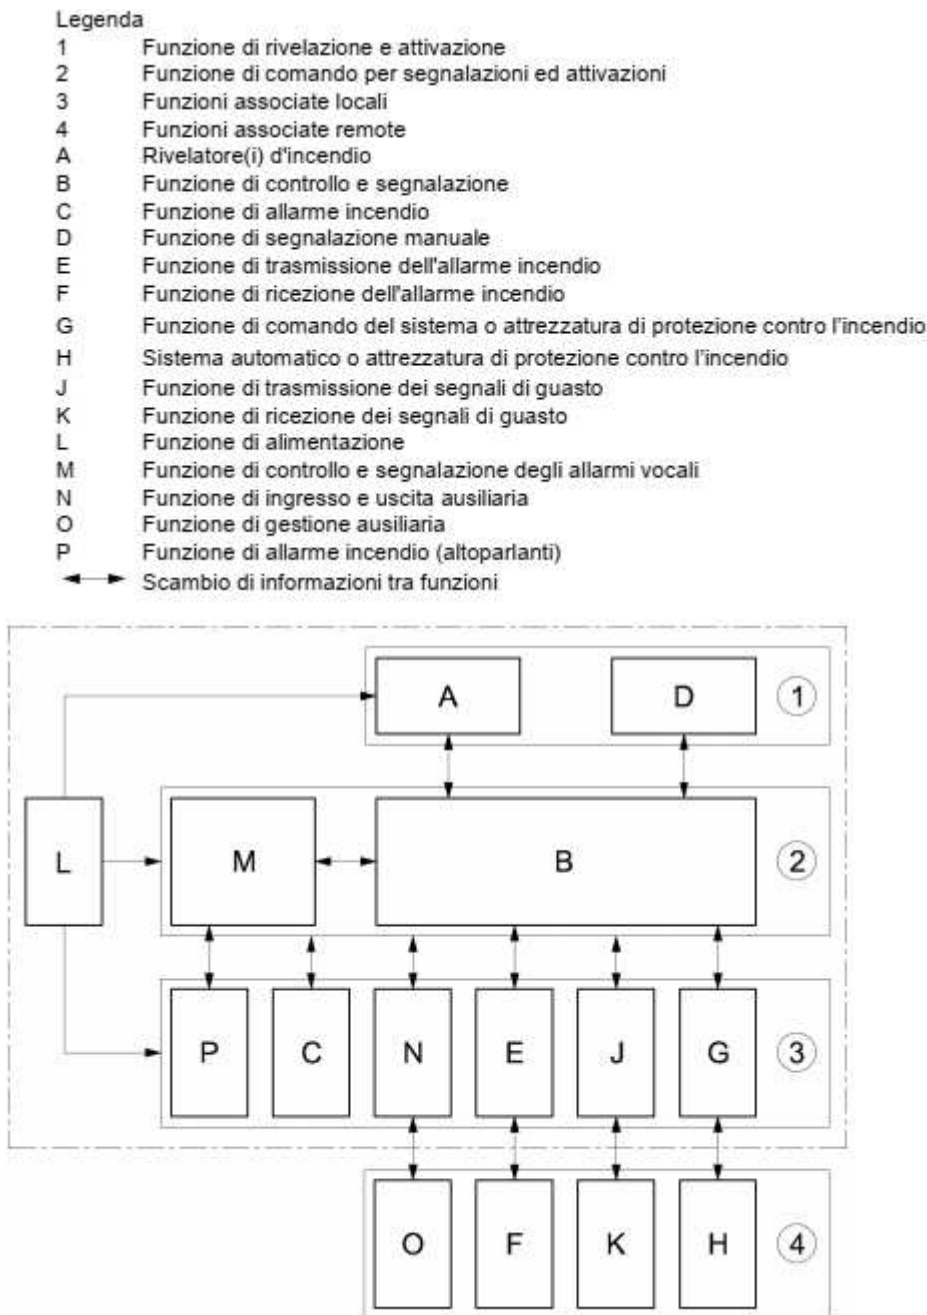 Legenda
1 Funzione di rivelazione e attivazione
2 Funzione di comando per segnalazioni ed attivazioni
3 Funzioni associate locali
4 Funzioni associate remote
A Rivelatore(i) d'incendio
B Funzione di controllo e segnalazione
C Funzione di allarme incendio
D Funzione di segnalazione manuale
E Funzione di trasmissione dell'allarme incendio
F Funzione di ricezione dell'allarme incendio
G Funzione di comando del sistema o attrezzatura di protezione contro l'incendio
H Sistema automatico o attrezzatura di protezione contro l'incendio
J Funzione di trasmissione dei segnali di guasto
K Funzione di ricezione dei segnali di guasto
L Funzione di alimentazione
M Funzione di controllo e segnalazione degli allarmi vocali
N Funzione di ingresso e uscita ausiliaria
O Funzione di gestione ausiliaria
P Funzione di allarme incendio (altoparlanti)
Scambio di informazioni tra funzioni
A D 1
L M B 2
P C N E J G 3
O F K H 4